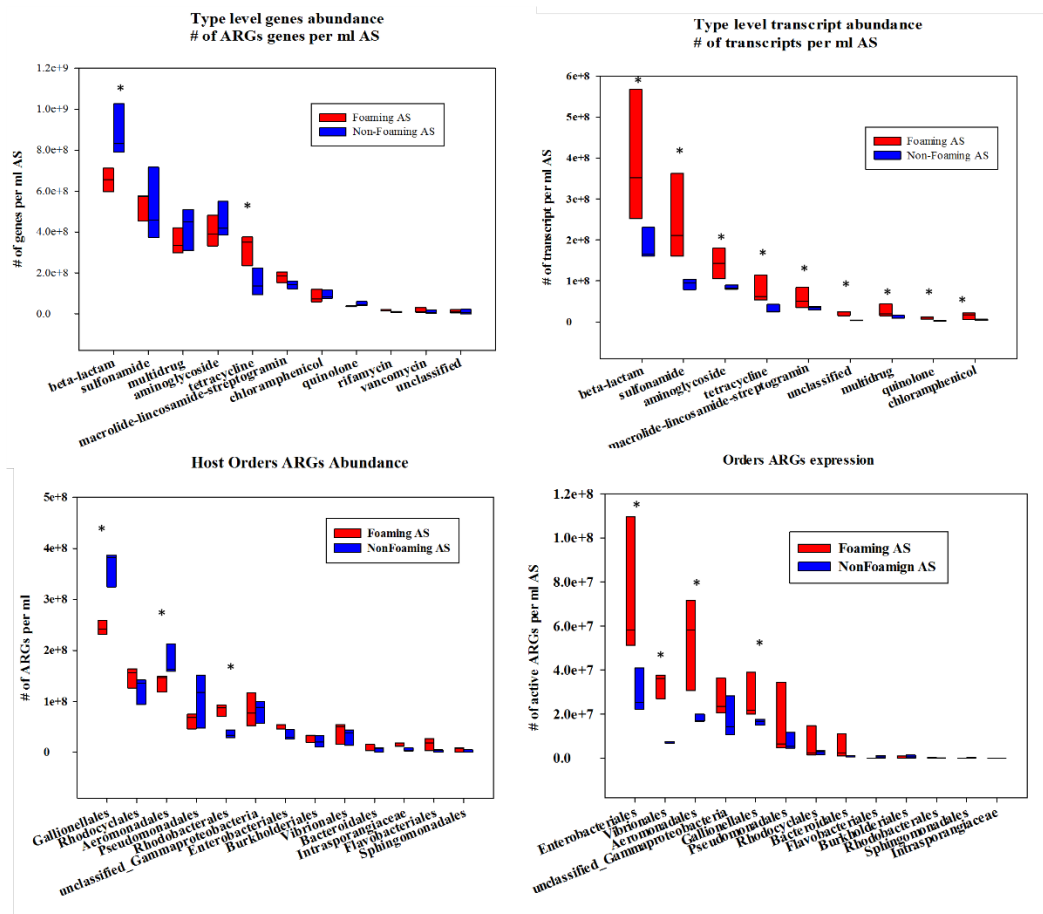 Type level genes abundance
# of ARGs genes per ml AS
# of genes per ml AS
1.2e+9
1.0e+9
8.0e+8
6.0e+8
4.0e+8
2.0e+8
0.0
*
*
Foaming AS
Non-Foaming AS
beta-lactam
sulfonamide
multidrug
aminoglycoside
tetracycline
macrolide-lincosamide-streptogramin
chloramphenicol
quinolone
rifamycin
vancomycin
unclassified
Type level transcript abundance
# of transcripts per ml AS
# of transcript per ml AS
6e+8
4e+8
2e+8
1e+8
0
*
*
*
*
*
*
*
*
*
Foaming AS
Non-Foaming AS
beta-lactam
sulfonamide
aminoglycoside
tetracycline
macrolide-lincosamide-streptogramin
unclassified
multidrug
quinolone
chloramphenicol
Host Orders ARGs Abundance
# of ARGs per ml
5e+8
4e+8
3e+8
2e+8
1e+8
0
*
*
*
Foaming AS
NonFoaming AS
Gallionellales
Rhodocyclales
Aeromonadales
Pseudomonadales
Rhodobacterales
unclassified_Gammaproteobacteria
Enterobacteriales
Burkholderiales
Vibrionales
Bacteroidales
Intrasporangiaceae
Flavobacteriales
Sphingomonadales
Orders ARGs expression
# of active ARGs per ml AS
1.2e+8
1.0e+8
8.0e+7
6.0e+7
4.0e+7
2.0e+7
0.0
*
*
*
*
Foaming AS
NonFoamign AS
Enterobacteriales
Vibrionales
Aeromonadales
unclassified_Gammaproteobacteria
Gallionellales
Pseudomonadales
Rhodocyclales
Bacteroidales
Flavobacteriales
Burkholderiales
Rhodobacterales
Sphingomonadales
Intrasporangiaceae